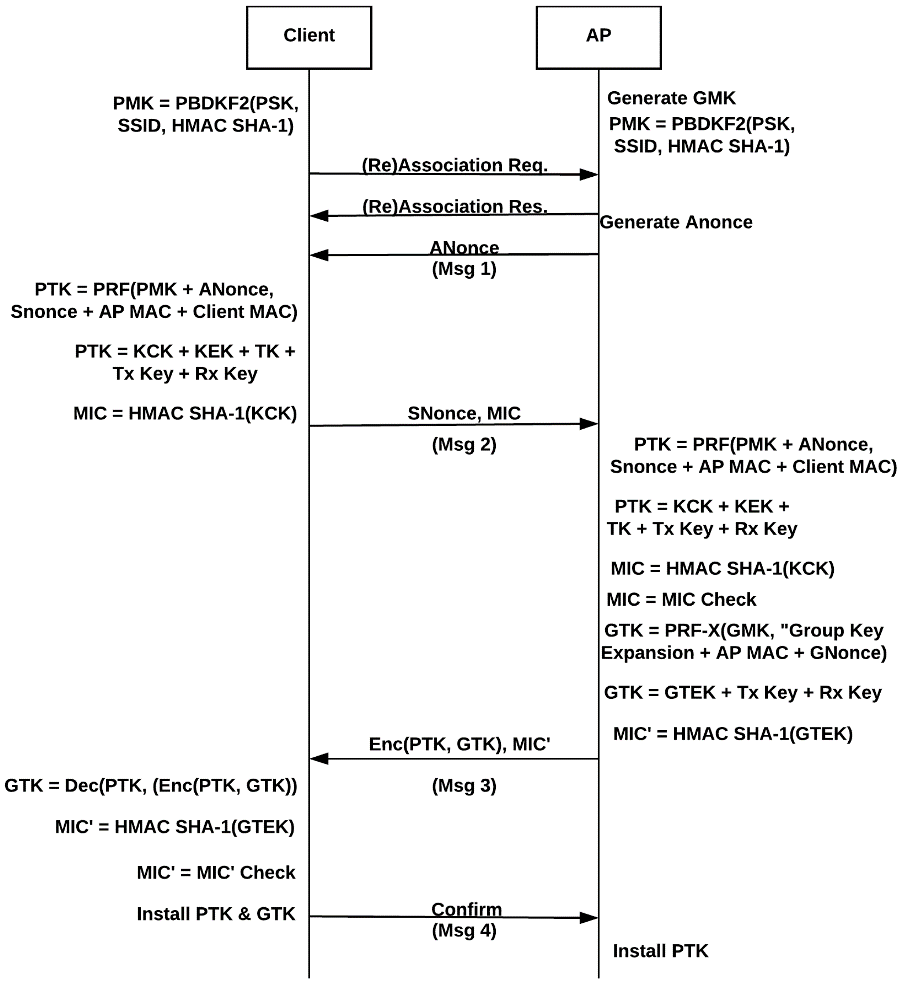 Client
AP
PMK = PBDKF2(PSK,
SSID, HMAC SHA-1)
Generate GMK
PMK = PBDKF2(PSK,
SSID, HMAC SHA-1)
(Re)Association Req.
(Re)Association Res.
Generate Anonce
ANonce
(Msg 1)
PTK = PRF(PMK + ANonce,
Snonce + AP MAC + Client MAC)
PTK = KCK + KEK + TK +
Tx Key + Rx Key
MIC = HMAC SHA-1(KCK)
SNonce, MIC
(Msg 2)
PTK = PRF(PMK + ANonce,
Snonce + AP MAC + Client MAC)
PTK = KCK + KEK +
TK + Tx Key + Rx Key
MIC = HMAC SHA-1(KCK)
MIC = MIC Check
GTK = PRF-X(GMK, "Group Key
Expansion + AP MAC + GNonce)
GTK = GTEK + Tx Key + Rx Key
MIC' = HMAC SHA-1(GTEK)
Enc(PTK, GTK), MIC'
(Msg 3)
GTK = Dec(PTK, (Enc(PTK, GTK))
MIC' = HMAC SHA-1(GTEK)
MIC' = MIC' Check
Install PTK & GTK
Confirm
(Msg 4)
Install PTK